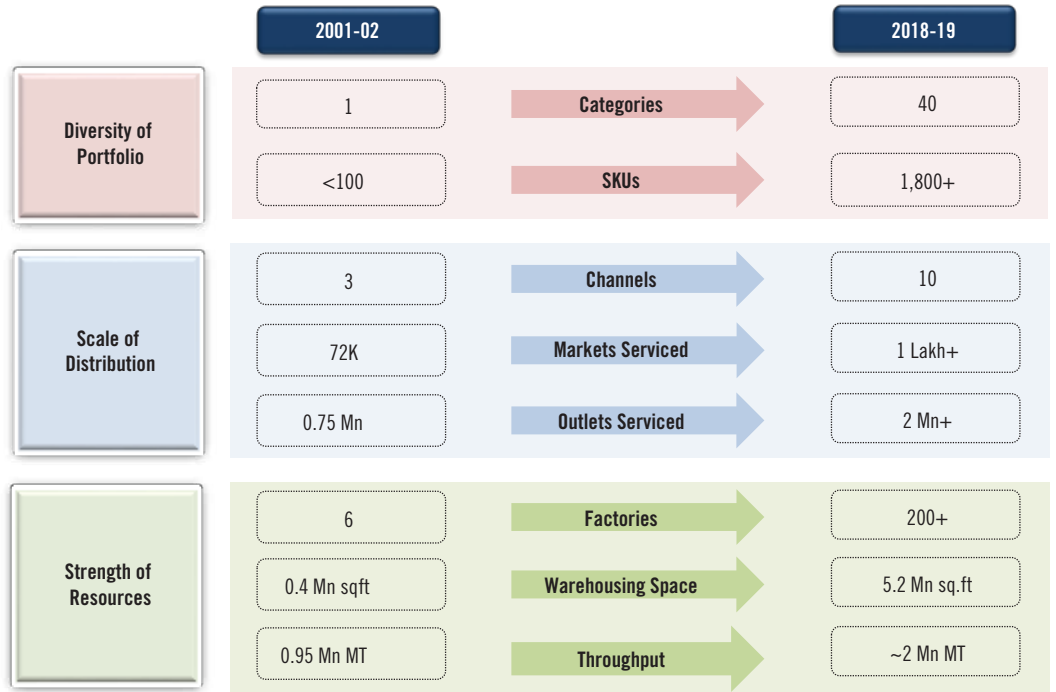 2001-02
2018-19
Diversity of
Portfolio
1
Categories
40
<100
SKUs
1,800+
Scale of
Distribution
3
Channels
10
72K
Markets Serviced
1 Lakh+
0.75 Mn
Outlets Serviced
2 Mn+
Strength of
Resources
6
Factories
200+
0.4 Mn sqft
Warehousing Space
5.2 Mn sq.ft
0.95 Mn MT
Throughput
~2 Mn MT